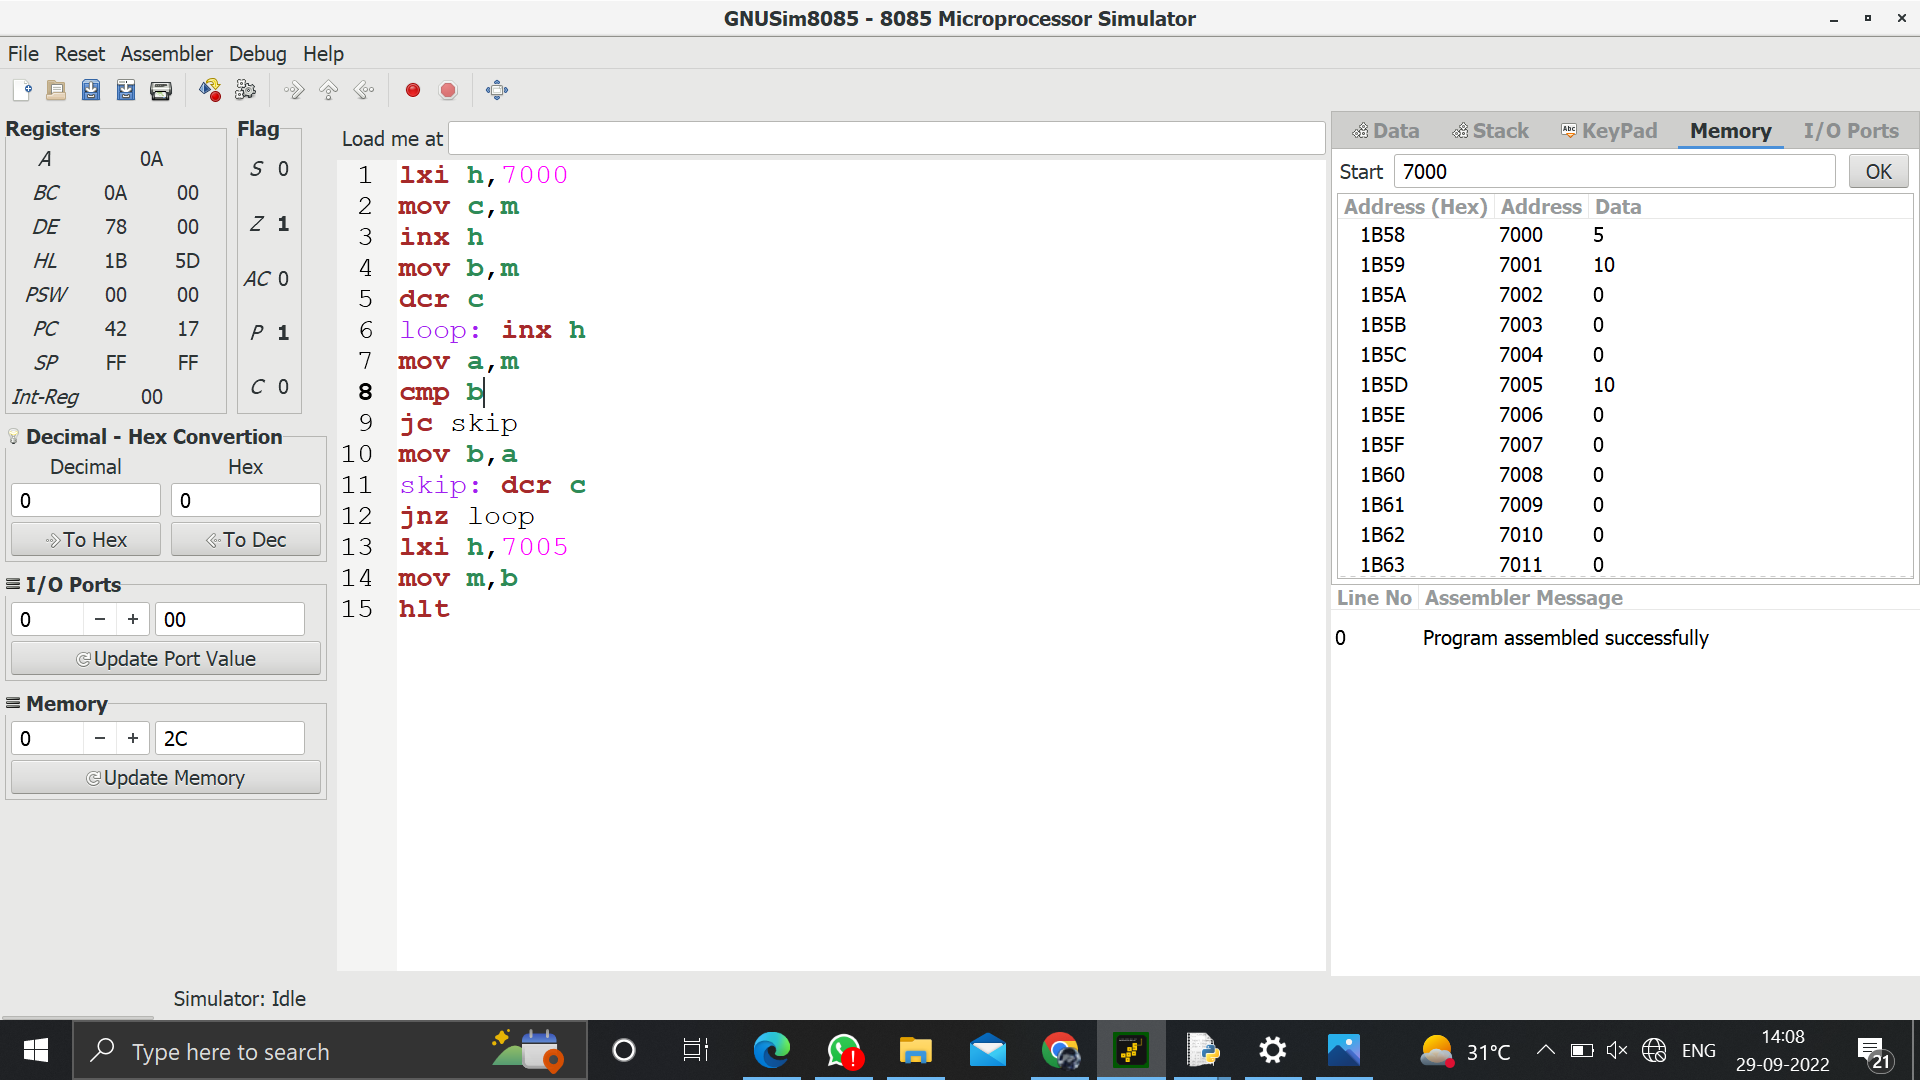 GNUSim8085 - 8085 Microprocessor Simulator
File Reset Assembler Debug Help
Registers
A 0A
BC 0A 00
DE 78 00
HL 1B 5D
PSW 00 00
PC 42 17
SP FF FF
Int-Reg 00
Flag
S 0
Z 1
AC 0
P 1
C 0
Decimal - Hex Convertion
Decimal Hex
0 0
To Hex To Dec
I/O Ports
0 - + 00
Update Port Value
Memory
0 - + 2C
Update Memory
Load me at
1 lxi h,7000
2 mov c,m
3 inx h
4 mov b,m
5 dcr c
6 loop: inx h
7 mov a,m
8 cmp b
9 jc skip
10 mov b,a
11 skip: dcr c
12 jnz loop
13 lxi h,7005
14 mov m,b
15 hlt
Data Stack Abc KeyPad Memory I/O Ports
Start 7000 OK
Address (Hex) Address Data
1B58 7000 5
1B59 7001 10
1B5A 7002 0
1B5B 7003 0
1B5C 7004 0
1B5D 7005 10
1B5E 7006 0
1B5F 7007 0
1B60 7008 0
1B61 7009 0
1B62 7010 0
1B63 7011 0
Line No Assembler Message
0 Program assembled successfully
Simulator: Idle
Type here to search
31°C ENG
14:08
29-09-2022
21